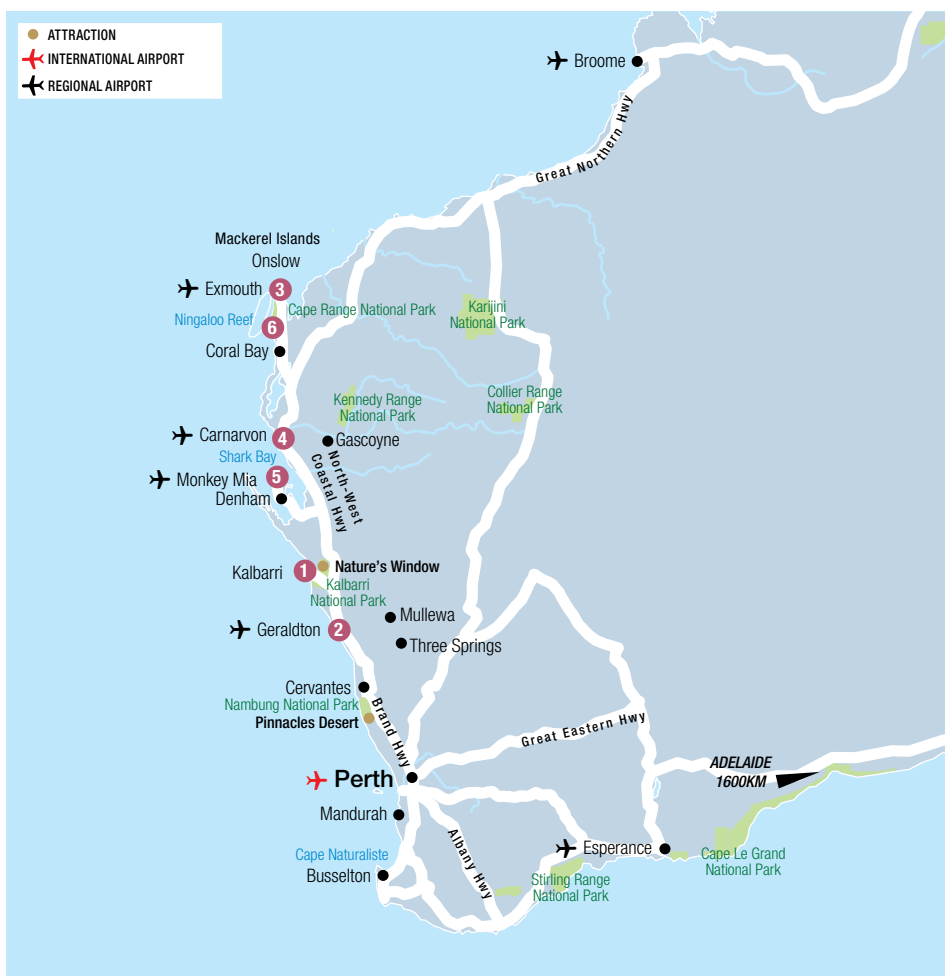 ATTRACTION
INTERNATIONAL AIRPORT
REGIONAL AIRPORT
Broome
Great Northern Hwy
Mackerel Islands
Onslow
Exmouth
3
Cape Range National Park
Ningaloo Reef
6
Coral Bay
Karijini
National Park
Kennedy Range
National Park
Collier Range
National Park
Carnarvon
4
Gascoyne
Shark Bay
Monkey Mia
5
Denham
North-West
Coastal Hwy
Kalbarri
1
Nature's Window
Kalbarri
National Park
Mullewa
Geraldton
2
Three Springs
Cervantes
Nambung National Park
Pinnacles Desert
Brand Hwy
Great Eastern Hwy
ADELAIDE
1600KM
Perth
Mandurah
Albany Hwy
Cape Naturaliste
Busselton
Esperance
Stirling Range
National Park
Cape Le Grand
National Park